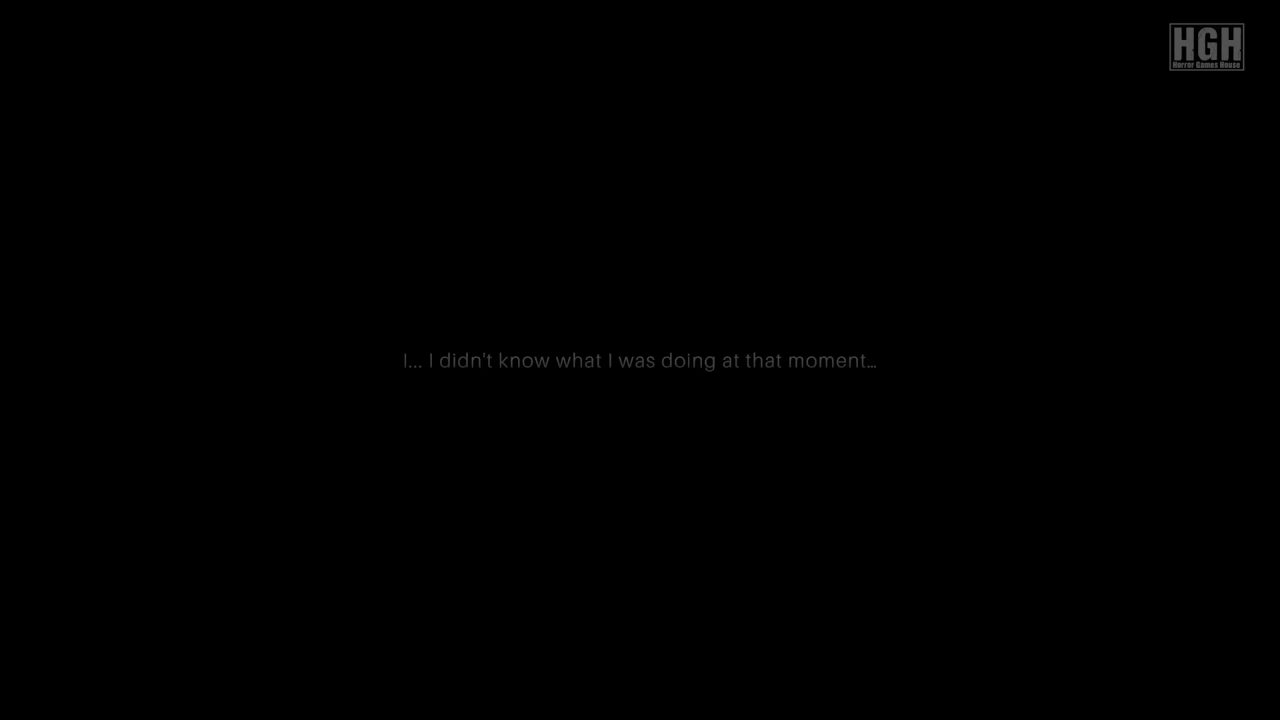 HGH
Horror Games House
I... I didn't know what I was doing at that moment...